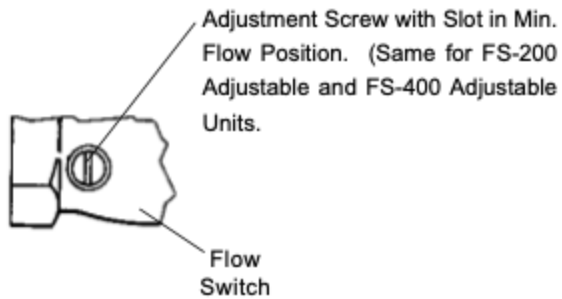 Adjustment Screw with Slot in Min.
Flow Position. (Same for FS-200
Adjustable and FS-400 Adjustable
Units.
Flow
Switch